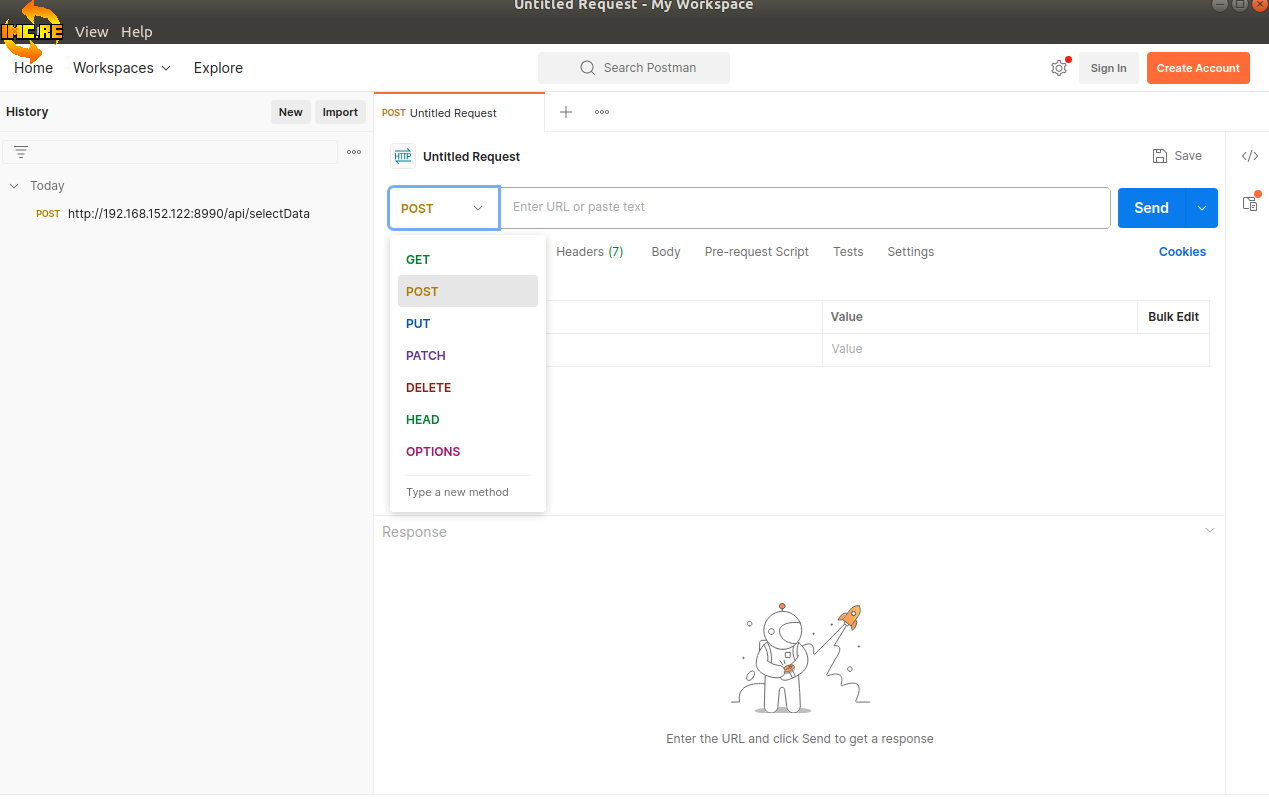 Untitled Request - My Workspace
IMC.RE
View Help
Home Workspaces Explore Search Postman Sign In Create Account
History New Import POST Untitled Request
HTTP Untitled Request Save
Today
POST http://192.168.152.122:8990/api/selectData
POST Enter URL or paste text Send
Headers (7) Body Pre-request Script Tests Settings Cookies
GET
POST
PUT
PATCH
DELETE
HEAD
OPTIONS
Type a new method
Value Bulk Edit
Value
Response
Enter the URL and click Send to get a response